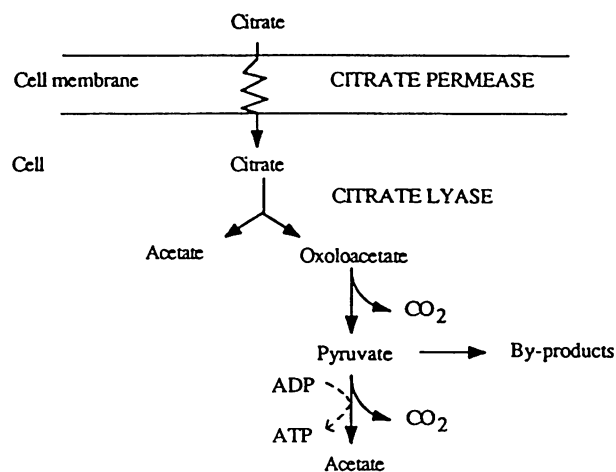 Citrate
Cell membrane CITRATE PERMEASE
Cell Citrate
CITRATE LYASE
Acetate Oxoloacetate
CO2
Pyruvate By-products
ADP
CO2
ATP
Acetate